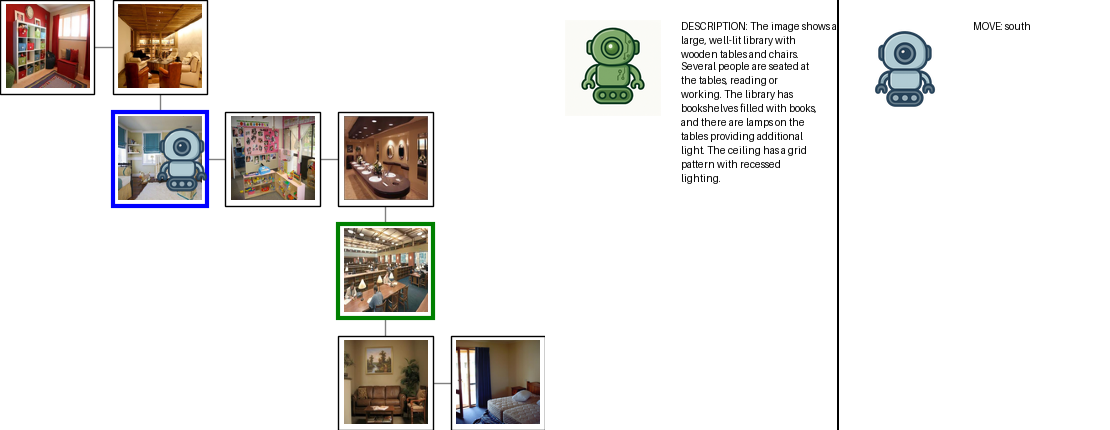 DESCRIPTION: The image shows a
large, well-lit library with
wooden tables and chairs.
Several people are seated at
the tables, reading or
working. The library has
bookshelves filled with books,
and there are lamps on the
tables providing additional
light. The ceiling has a grid
pattern with recessed
lighting.
MOVE: south